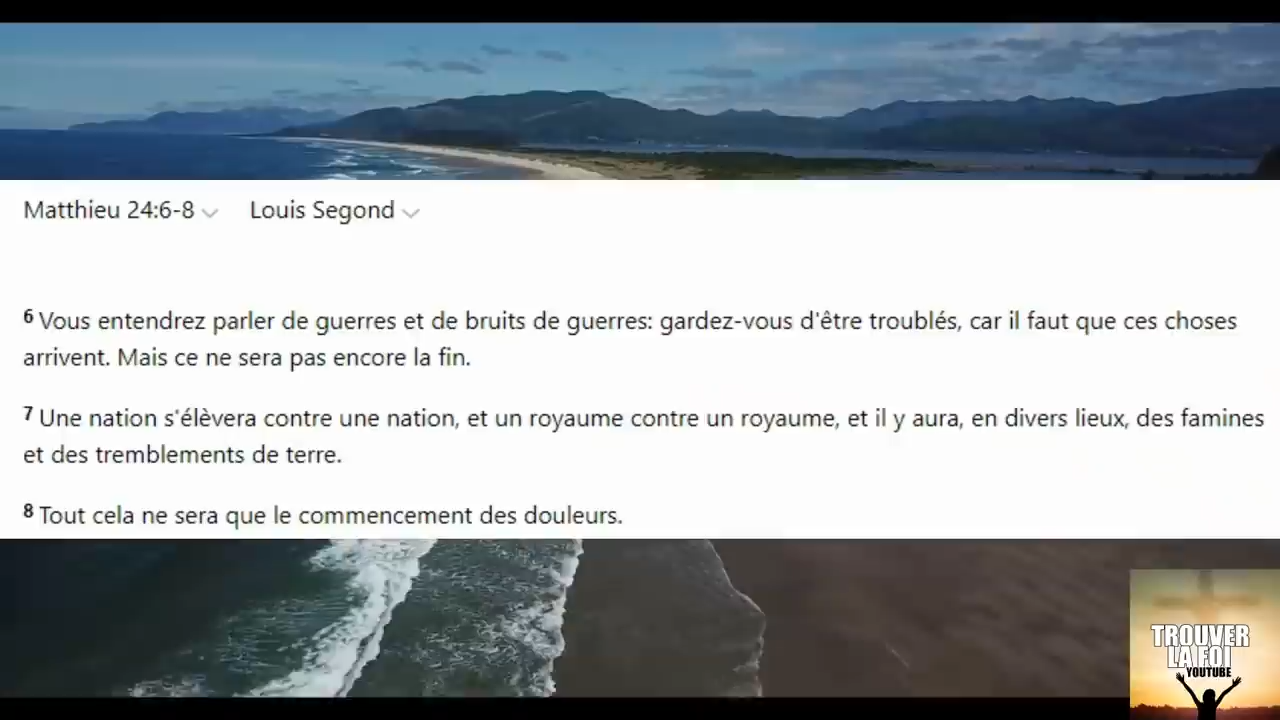 Matthieu 24:6-8 Louis Segond
6 Vous entendrez parler de guerres et de bruits de guerres: gardez-vous d'être troublés, car il faut que ces choses
arrivent. Mais ce ne sera pas encore la fin.
7 Une nation s'élèvera contre une nation, et un royaume contre un royaume, et il y aura, en divers lieux, des famines
et des tremblements de terre.
8 Tout cela ne sera que le commencement des douleurs.
TROUVER
LA FOI
YOUTUBE